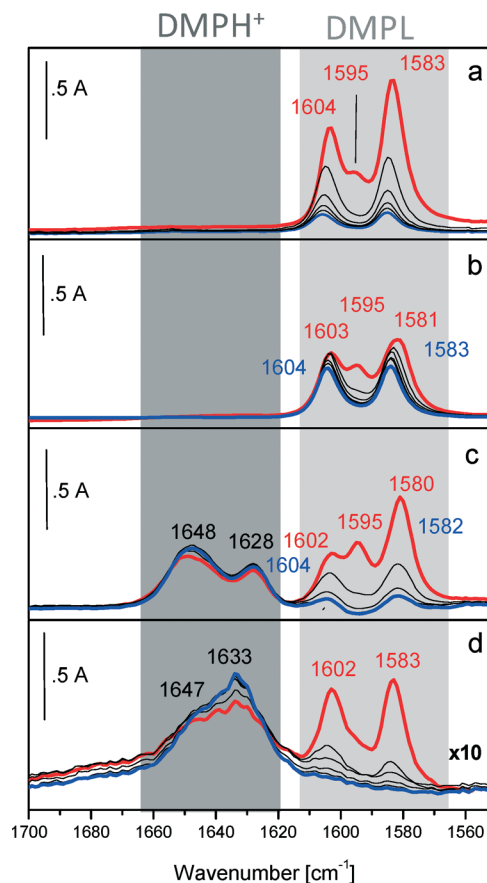 DMPH+ DMPL
a
.5 A
1604 1595 1583
b
.5 A
1603 1595 1581
1604 1583
c
.5 A
1580
1648 1628 1602 1595 1582
1604
d
.5 A
1647 1633 1602 1583
x10
1700 1680 1660 1640 1620 1600 1580 1560
Wavenumber [cm-1]